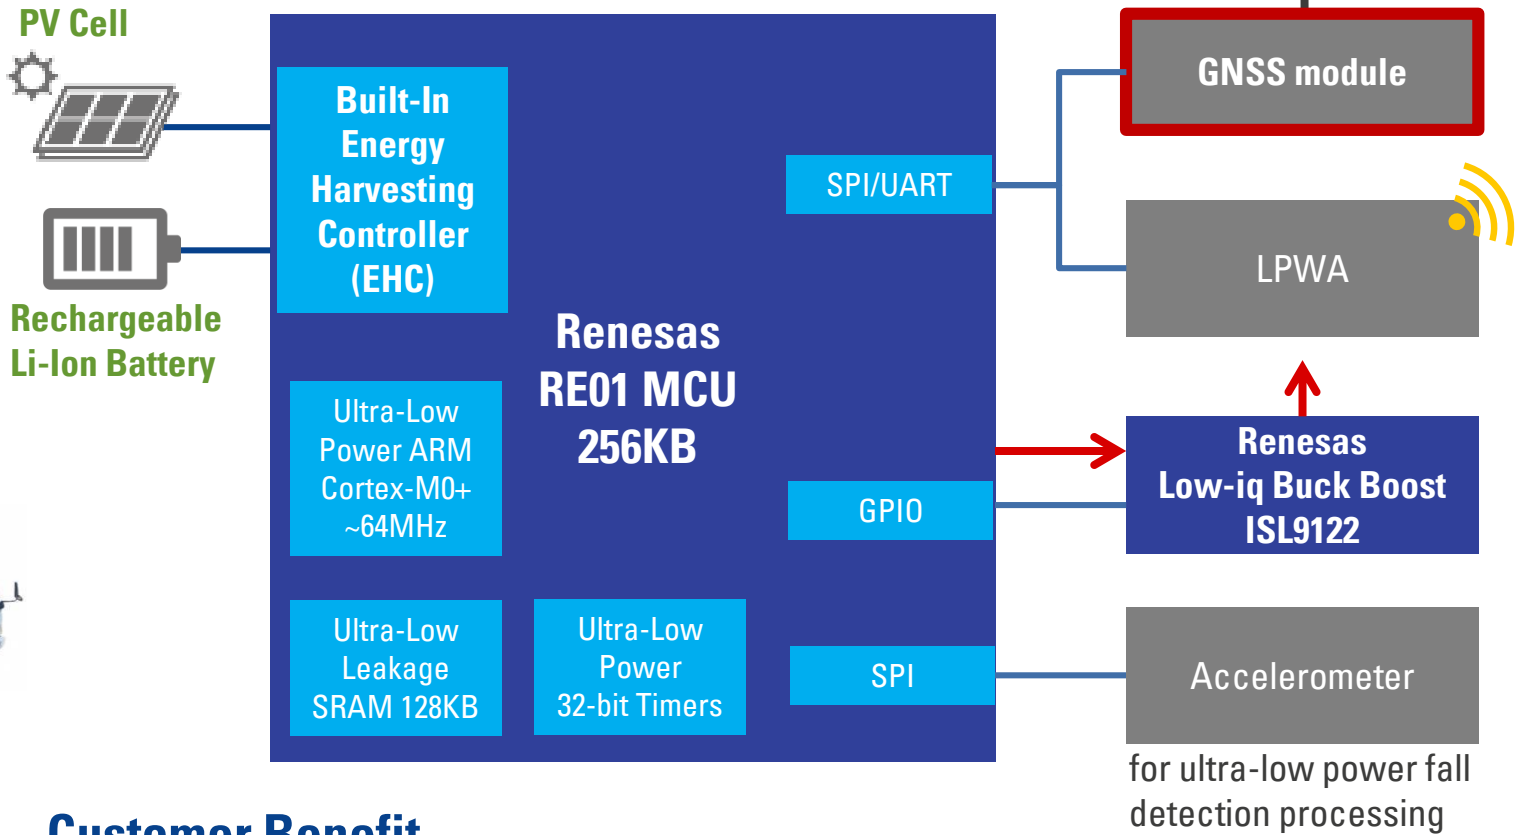 PV Cell
Rechargeable
Li-Ion Battery
Built-In
Energy
Harvesting
Controller
(EHC)
Ultra-Low
Power ARM
Cortex-M0+
~64MHz
Ultra-Low
Leakage
SRAM 128KB
Ultra-Low
Power
32-bit Timers
Renesas
RE01 MCU
256KB
SPI/UART
GPIO
SPI
GNSS module
LPWA
Renesas
Low-iq Buck Boost
ISL9122
Accelerometer
for ultra-low power fall
detection processing
Customer Benefit